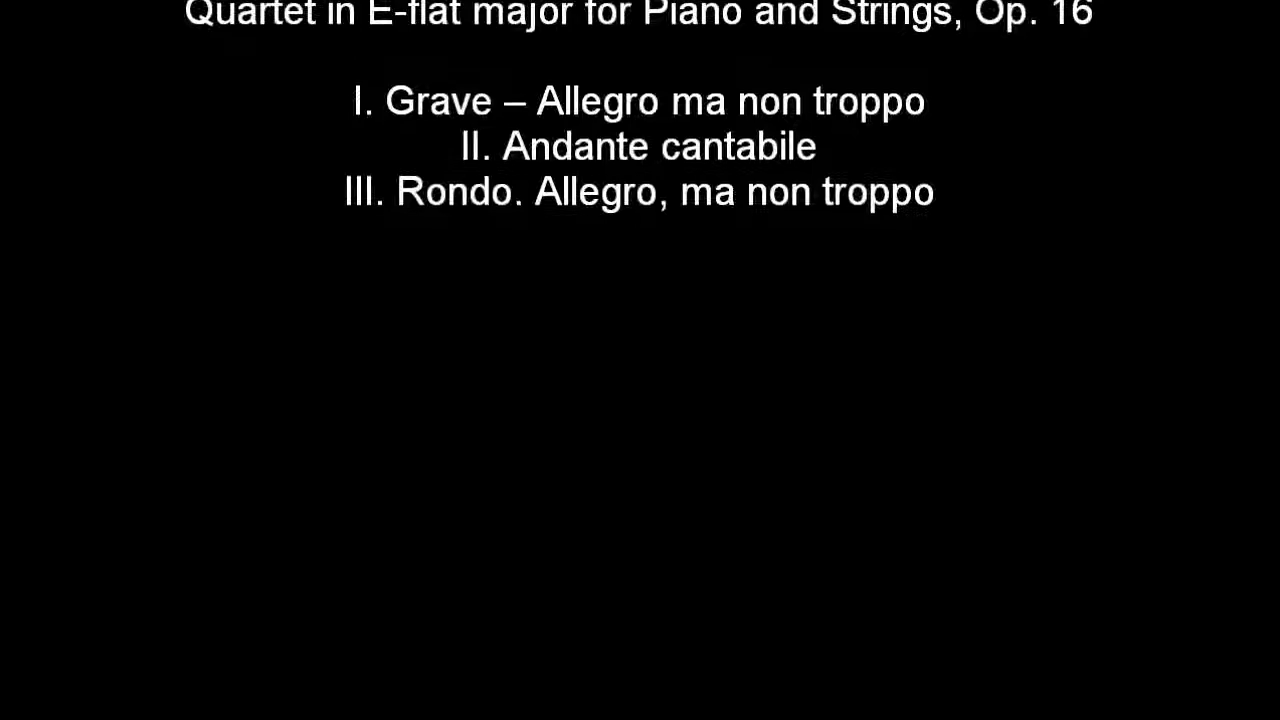 Quartet in E-flat major for Piano and Strings, Op. 16
I. Grave – Allegro ma non troppo
II. Andante cantabile
III. Rondo. Allegro, ma non troppo